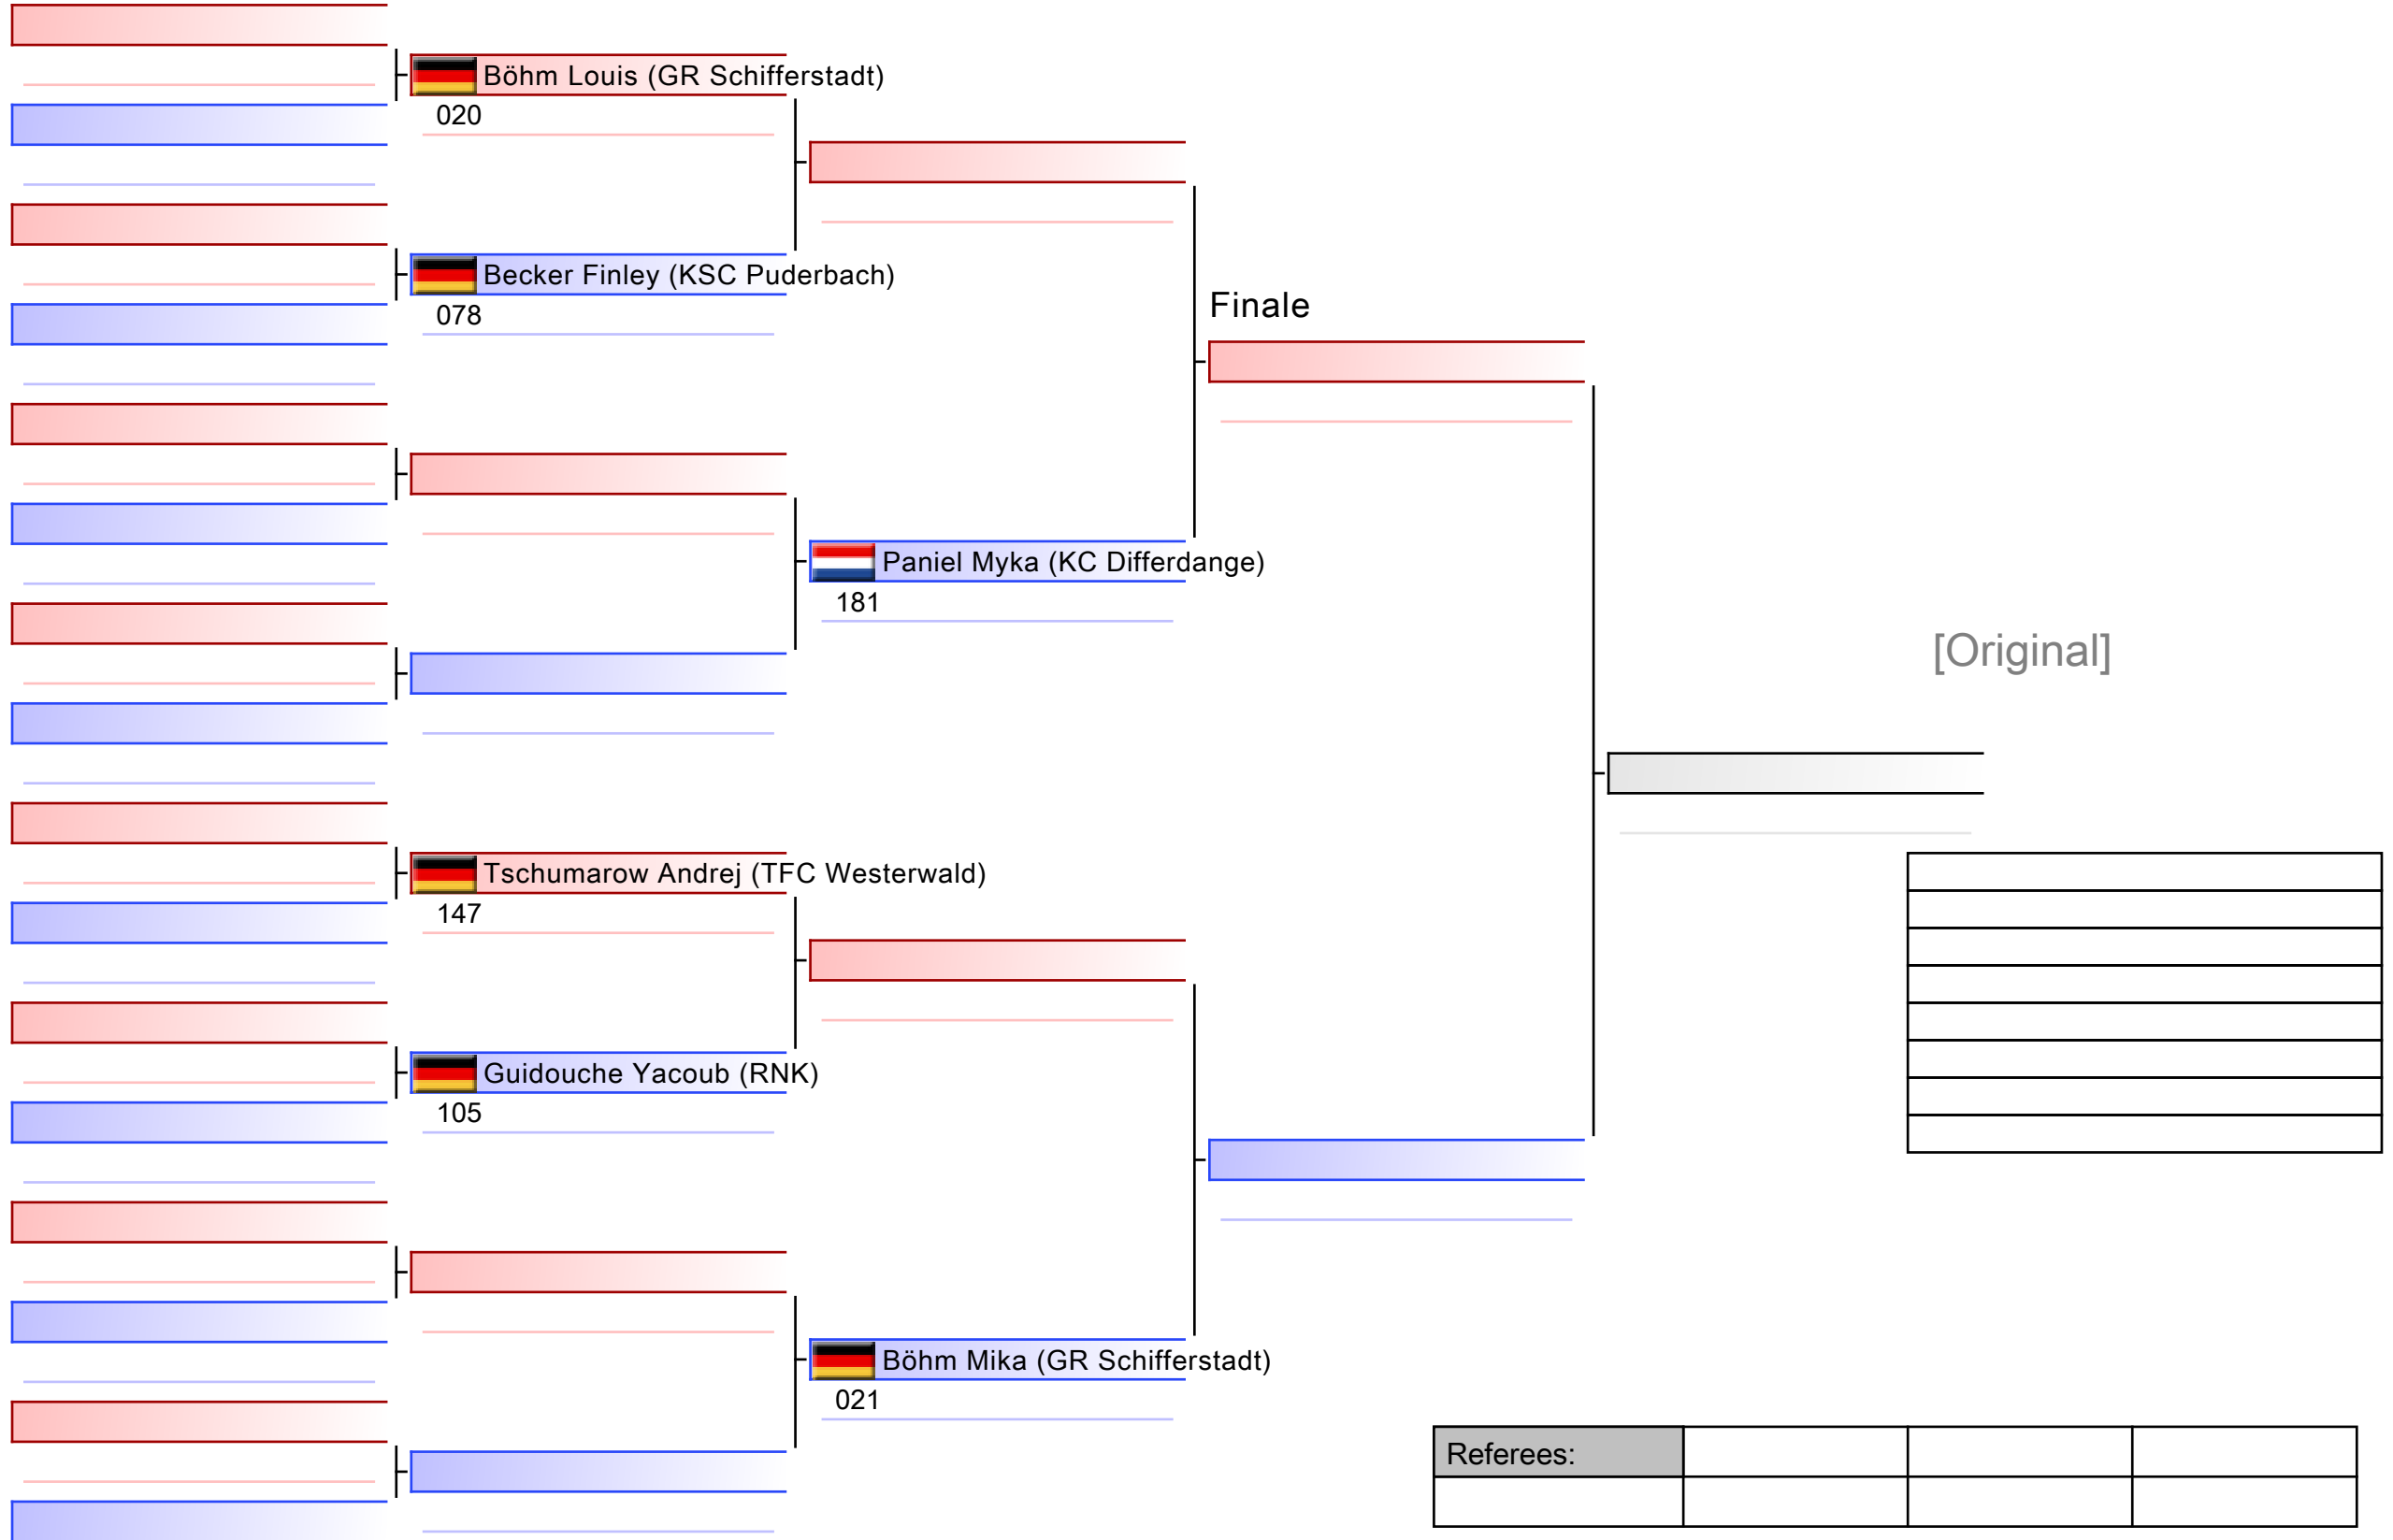 Böhm Louis (GR Schifferstadt)
020
Becker Finley (KSC Puderbach)
078
Finale
Paniel Myka (KC Differdange)
181
[Original]
Tschumarow Andrej (TFC Westerwald)
147
Guidouche Yacoub (RNK)
105
Böhm Mika (GR Schifferstadt)
021
Referees: